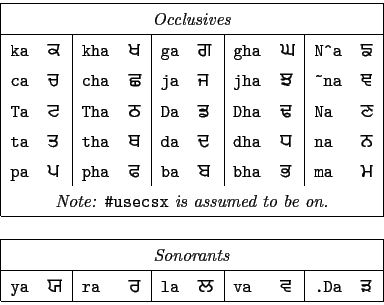 Occlusives
ka ਕ kha ਖ ga ਗ gha ਘ N^a ਙ
ca ਚ cha ਛ ja ਜ jha ਝ ~na ਞ
Ta ਟ Tha ਠ Da ਡ Dha ਢ Na ਣ
ta ਤ tha ਥ da ਦ dha ਧ na ਨ
pa ਪ pha ਫ ba ਬ bha ਭ ma ਮ
Note: #usecsx is assumed to be on.
Sonorants
ya ਯ ra ਰ la ਲ va ਵ .Da ੜ